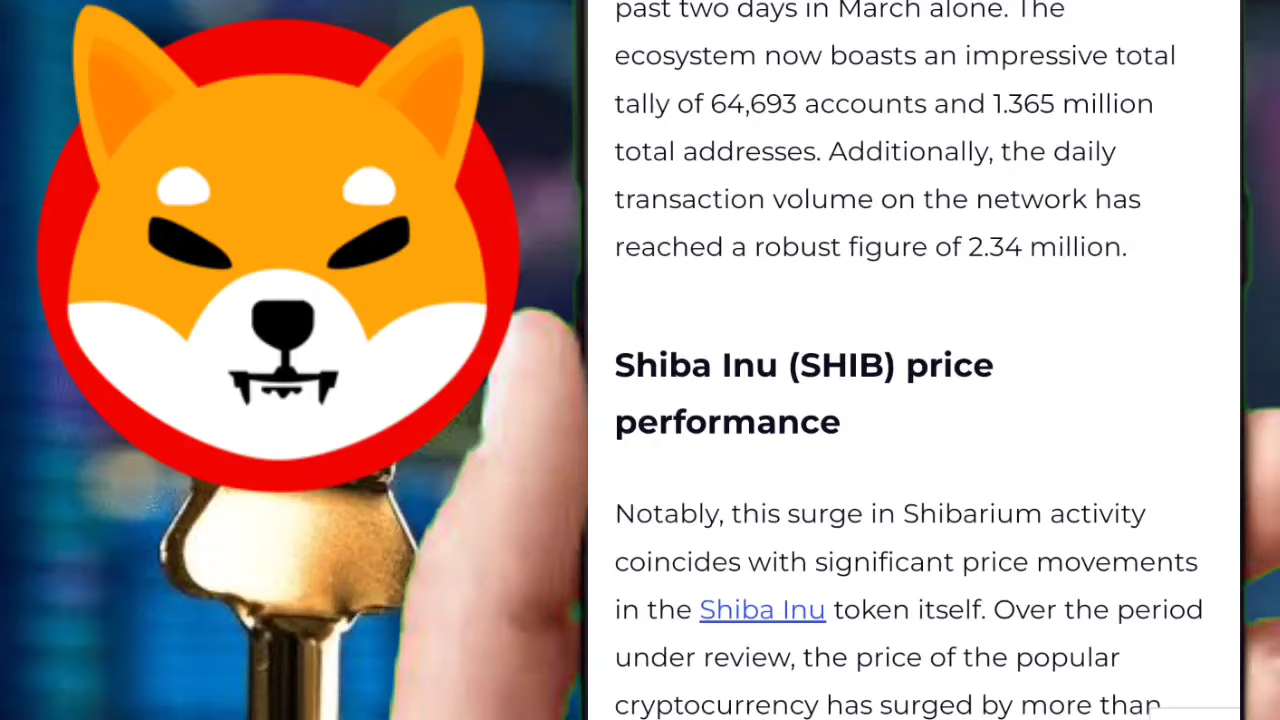 past two days in March alone. The
ecosystem now boasts an impressive total
tally of 64,693 accounts and 1.365 million
total addresses. Additionally, the daily
transaction volume on the network has
reached a robust figure of 2.34 million.
Shiba Inu (SHIB) price
performance
Notably, this surge in Shibarium activity
coincides with significant price movements
in the Shiba Inu token itself. Over the period
under review, the price of the popular
cryptocurrency has surged by more than